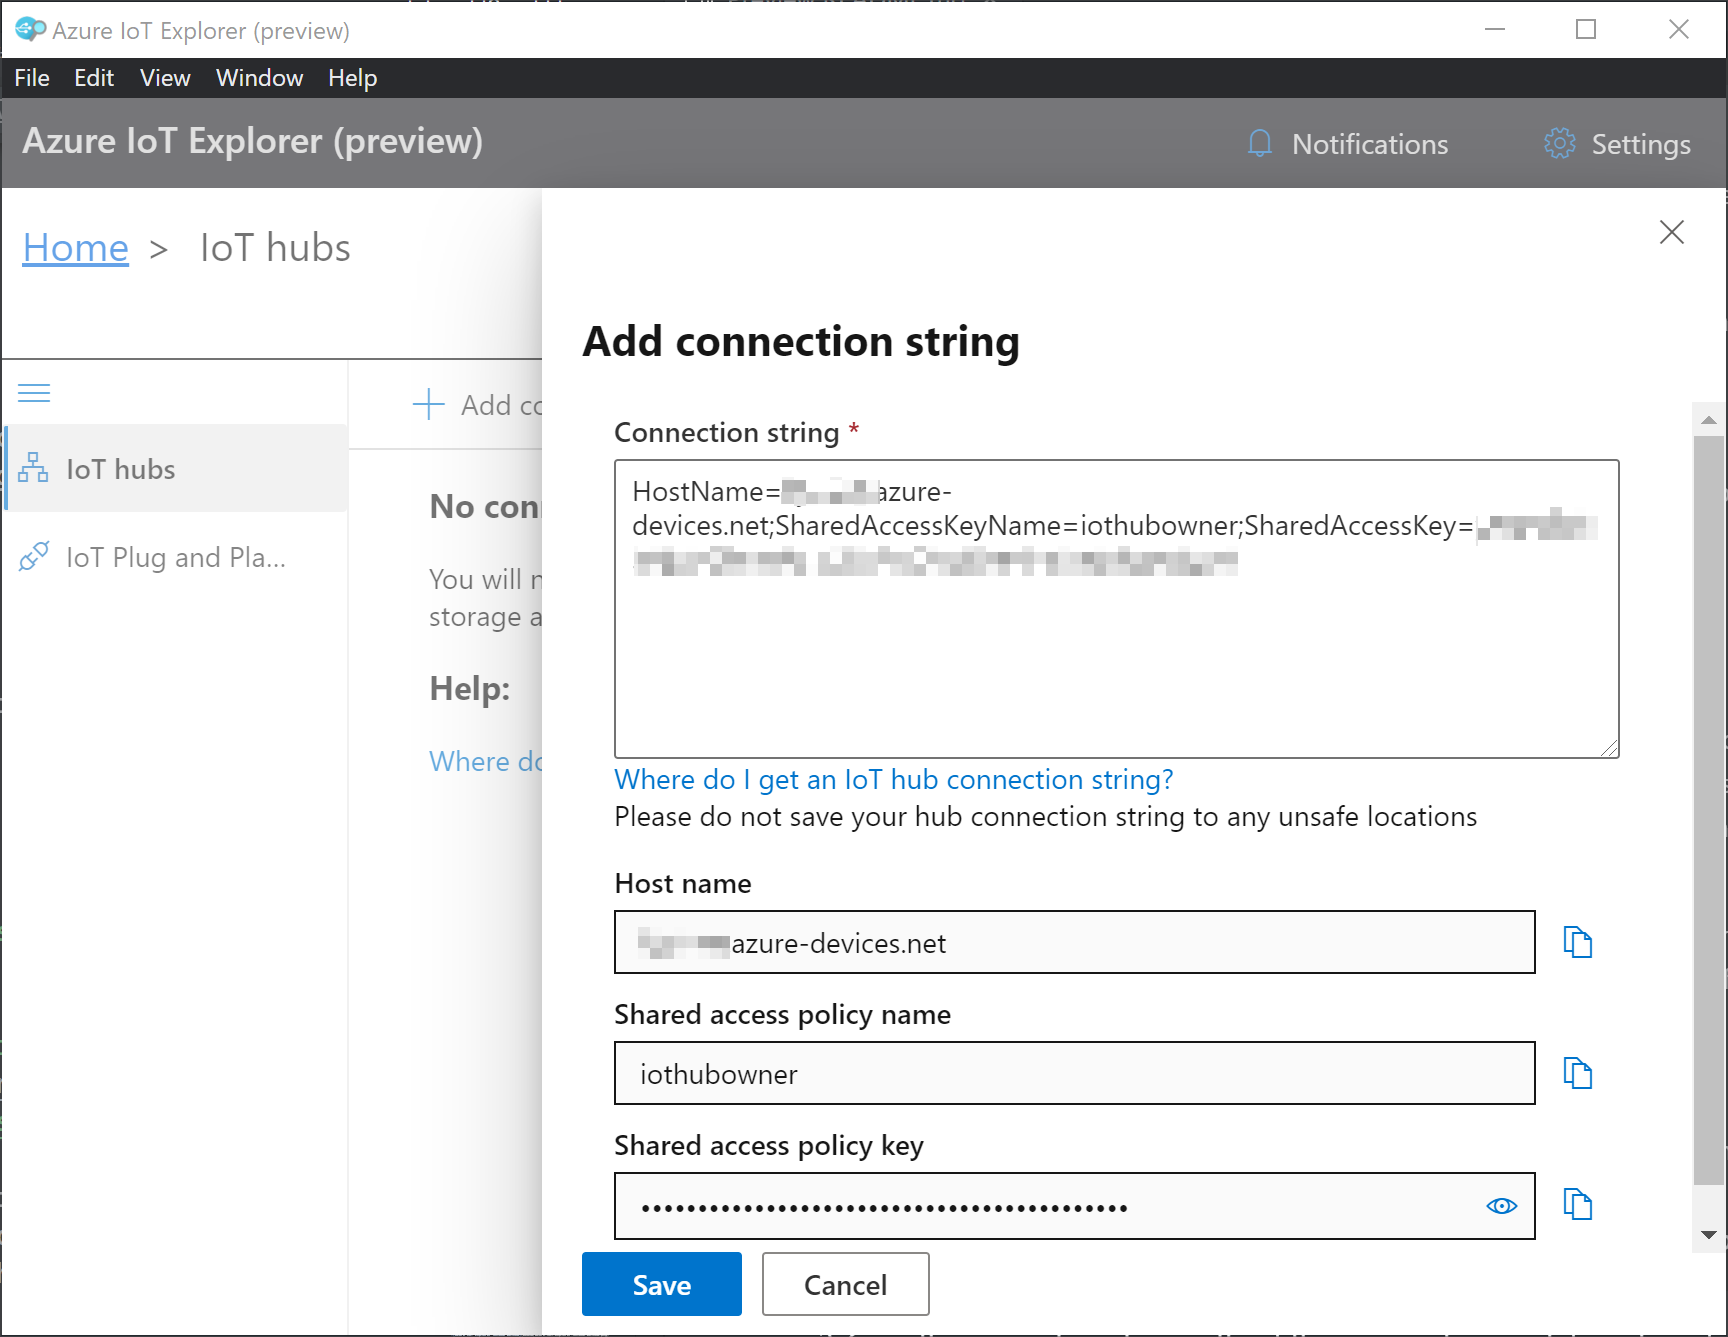 Azure IoT Explorer (preview)
File Edit View Window Help
Azure IoT Explorer (preview)
Notifications
Settings
Home > IoT hubs
IoT hubs
IoT Plug and Pla...
Add co
No con
You will
storage a
Help:
Where do
Add connection string
Connection string *
HostName= azure-
devices.net;SharedAccessKeyName=iothubowner;SharedAccessKey=
Where do I get an IoT hub connection string?
Please do not save your hub connection string to any unsafe locations
Host name
azure-devices.net
Shared access policy name
iothubowner
Shared access policy key
•••••••••••••••••••••••••••••••••••••••••••
Save
Cancel